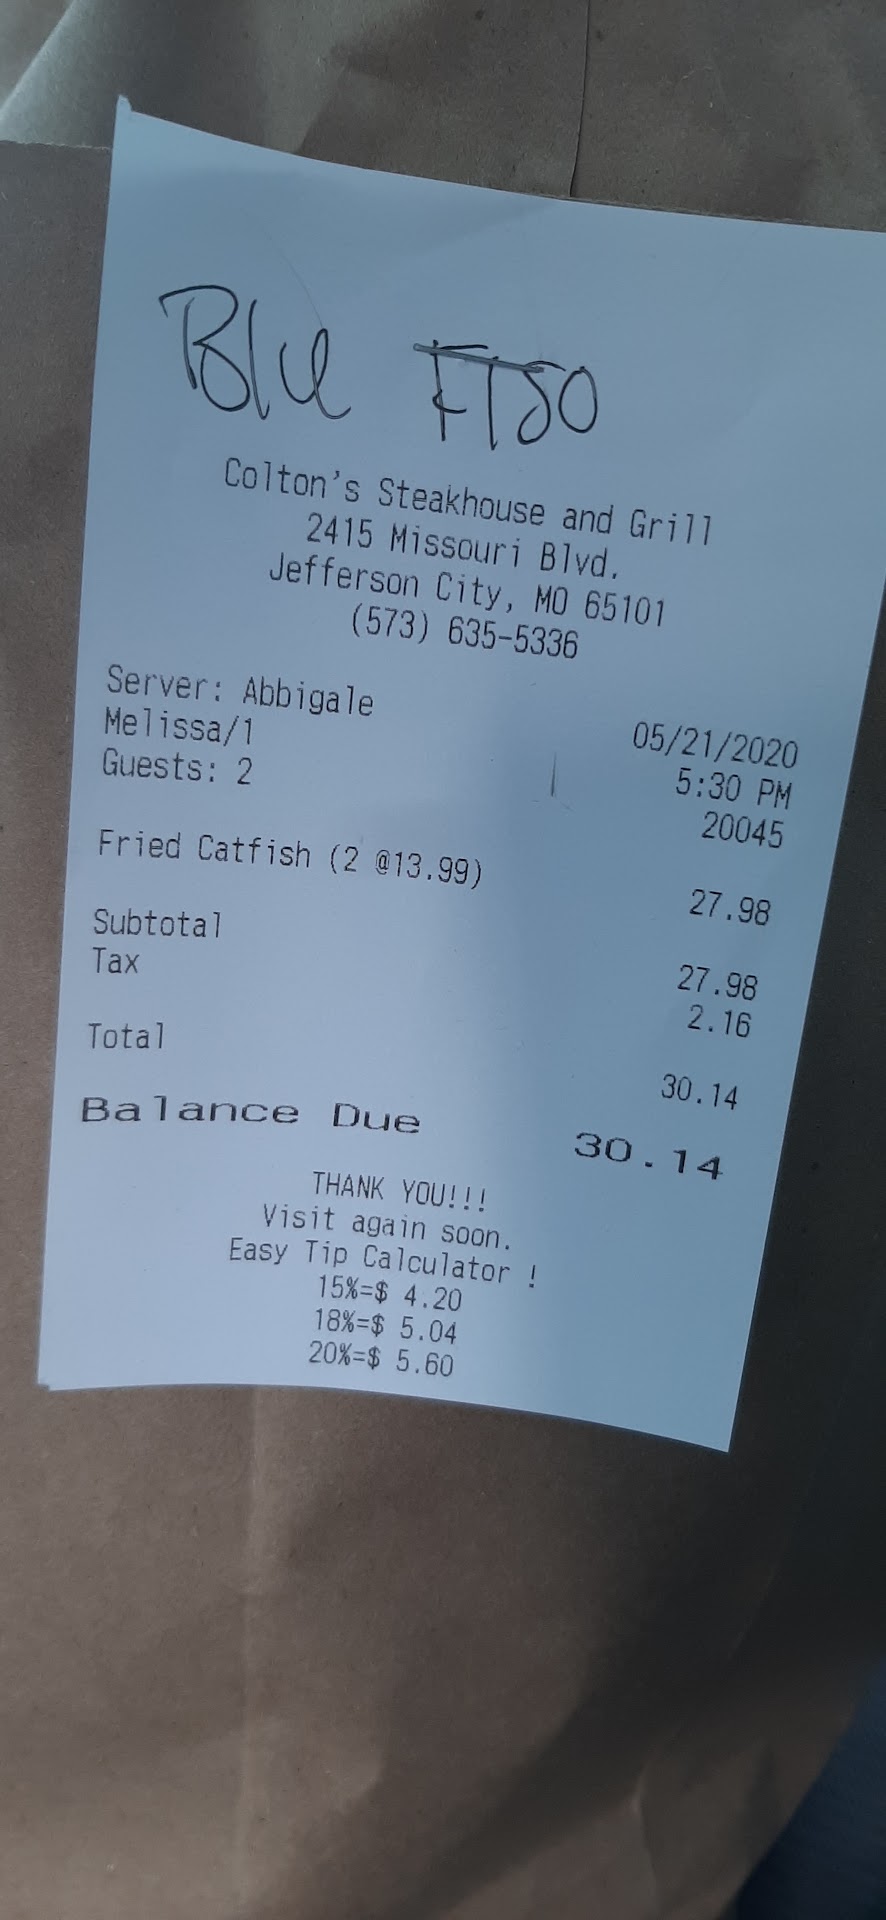 Blue F150
Colton's Steakhouse and Grill
2415 Missouri Blvd.
Jefferson City, MO 65101
(573) 635-5336
Server: Abbigale 05/21/2020
Melissa/1 5:30 PM
Guests: 2 20045
Fried Catfish (2 @13.99) 27.98
Subtotal 27.98
Tax 2.16
Total 30.14
Balance Due 30.14
THANK YOU!!!
Visit again soon.
Easy Tip Calculator !
15%=$ 4.20
18%=$ 5.04
20%=$ 5.60